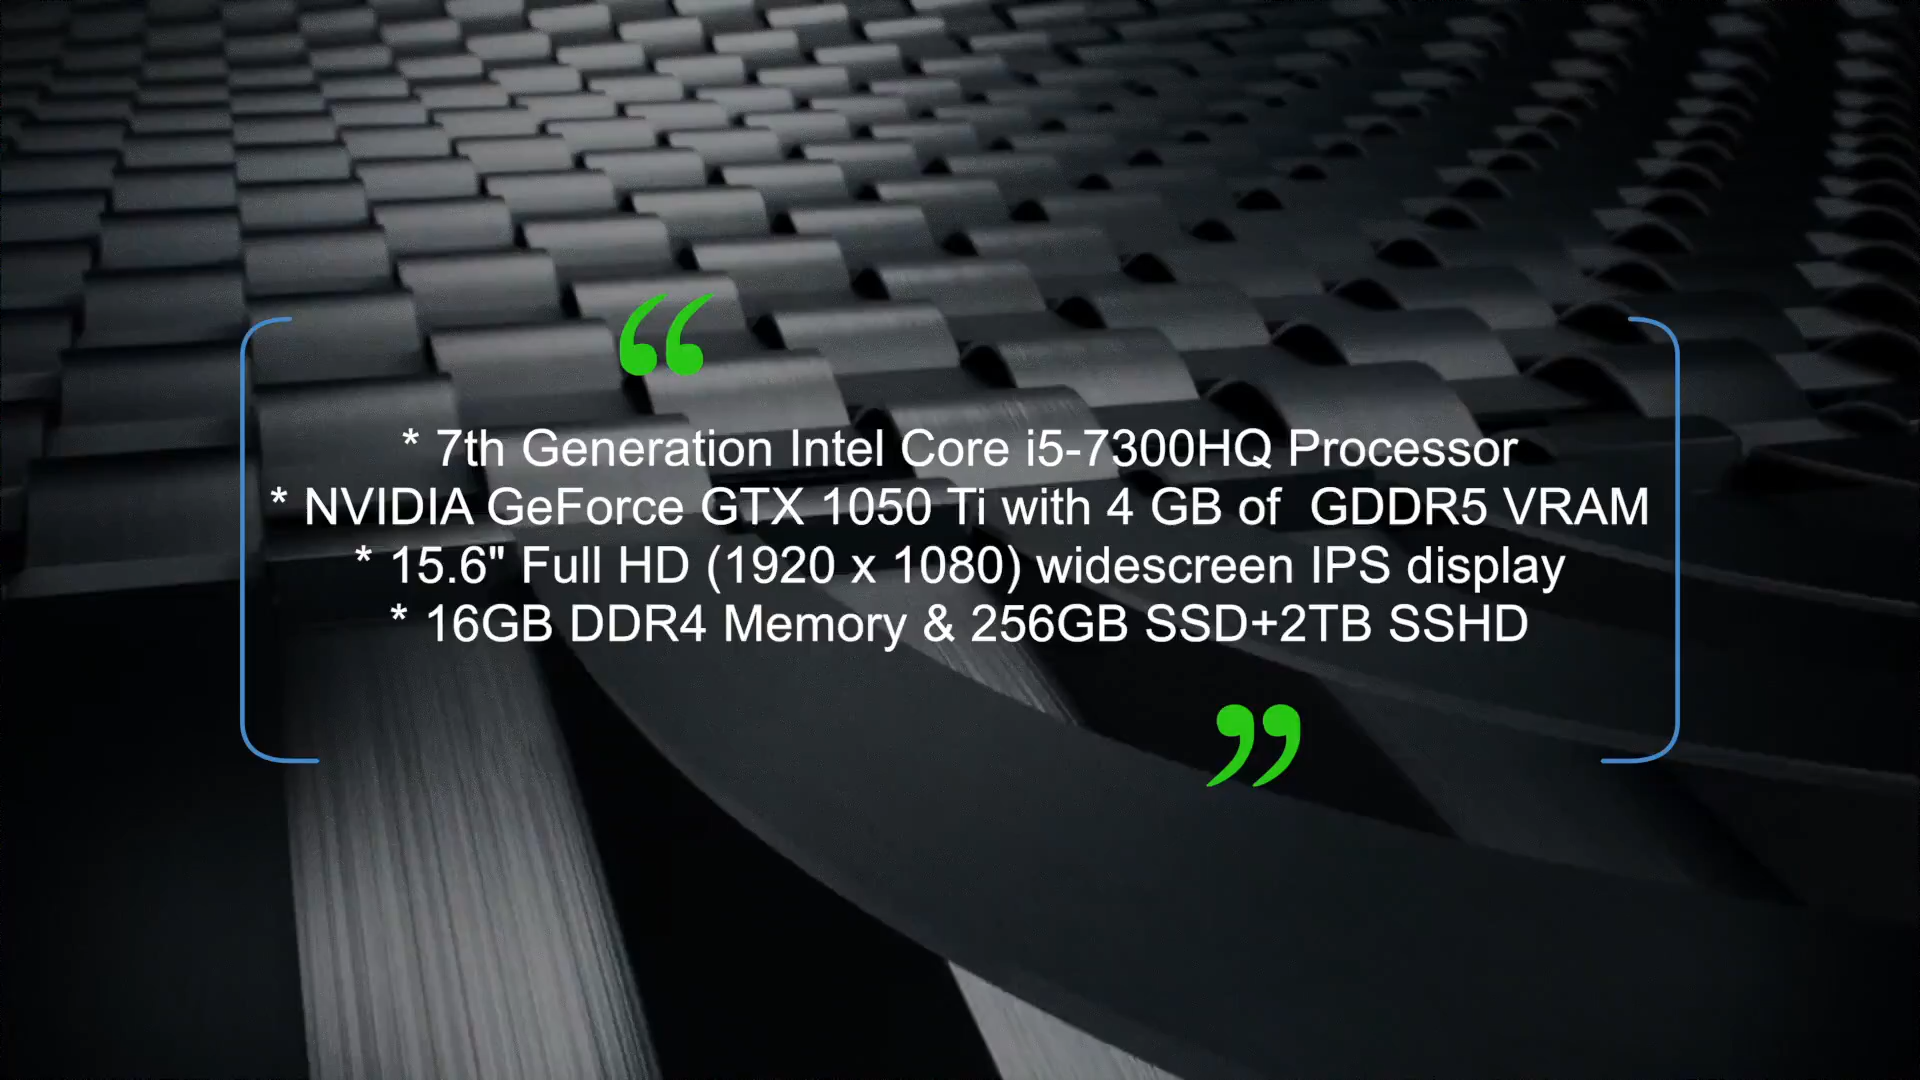 “
* 7th Generation Intel Core i5-7300HQ Processor
* NVIDIA GeForce GTX 1050 Ti with 4 GB of  GDDR5 VRAM
* 15.6" Full HD (1920 x 1080) widescreen IPS display
* 16GB DDR4 Memory & 256GB SSD+2TB SSHD
”